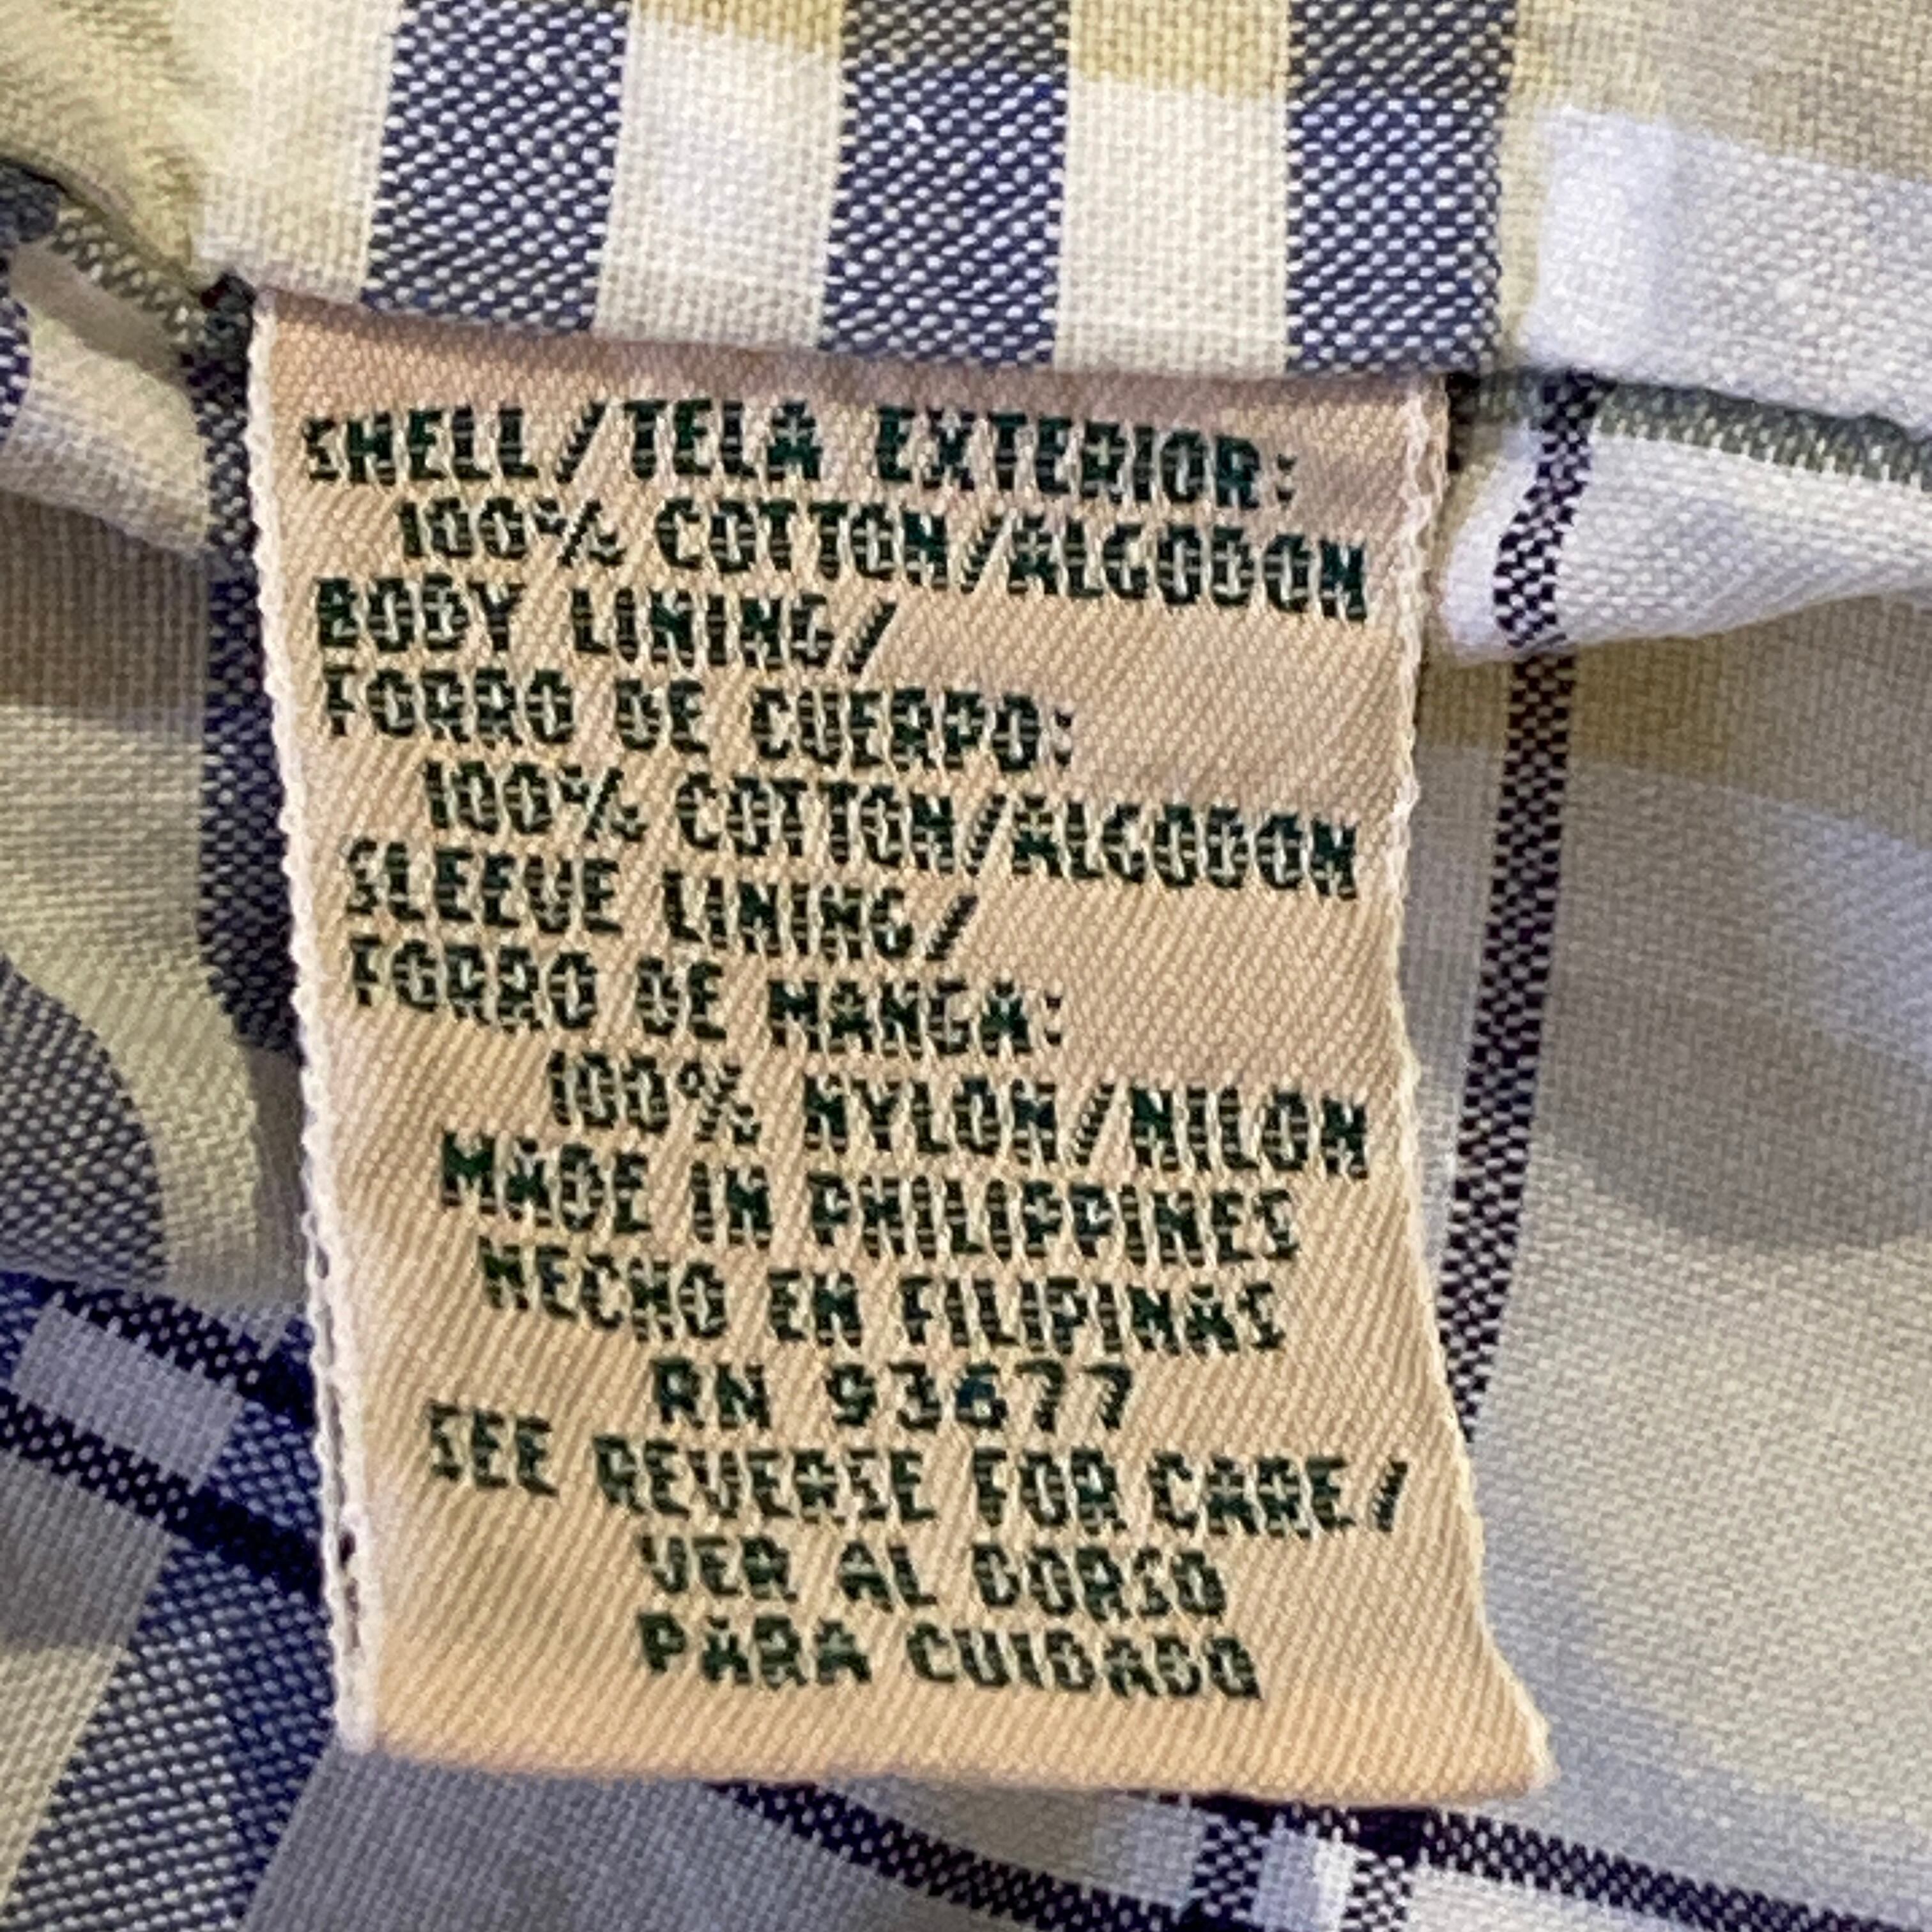 SHELL/TELA EXTERIOR:
100% COTTON/ALGODON
BODY LINING/
FORRO DE CUERPO:
100% COTTON/ALGODON
SLEEVE LINING/
FORRO DE MANGA:
100% NYLON/NILON
MADE IN PHILIPPINES
HECHO EN FILIPINAS
RN 93677
SEE REVERSE FOR CARE/
VER AL DORSO
PARA CUIDADO